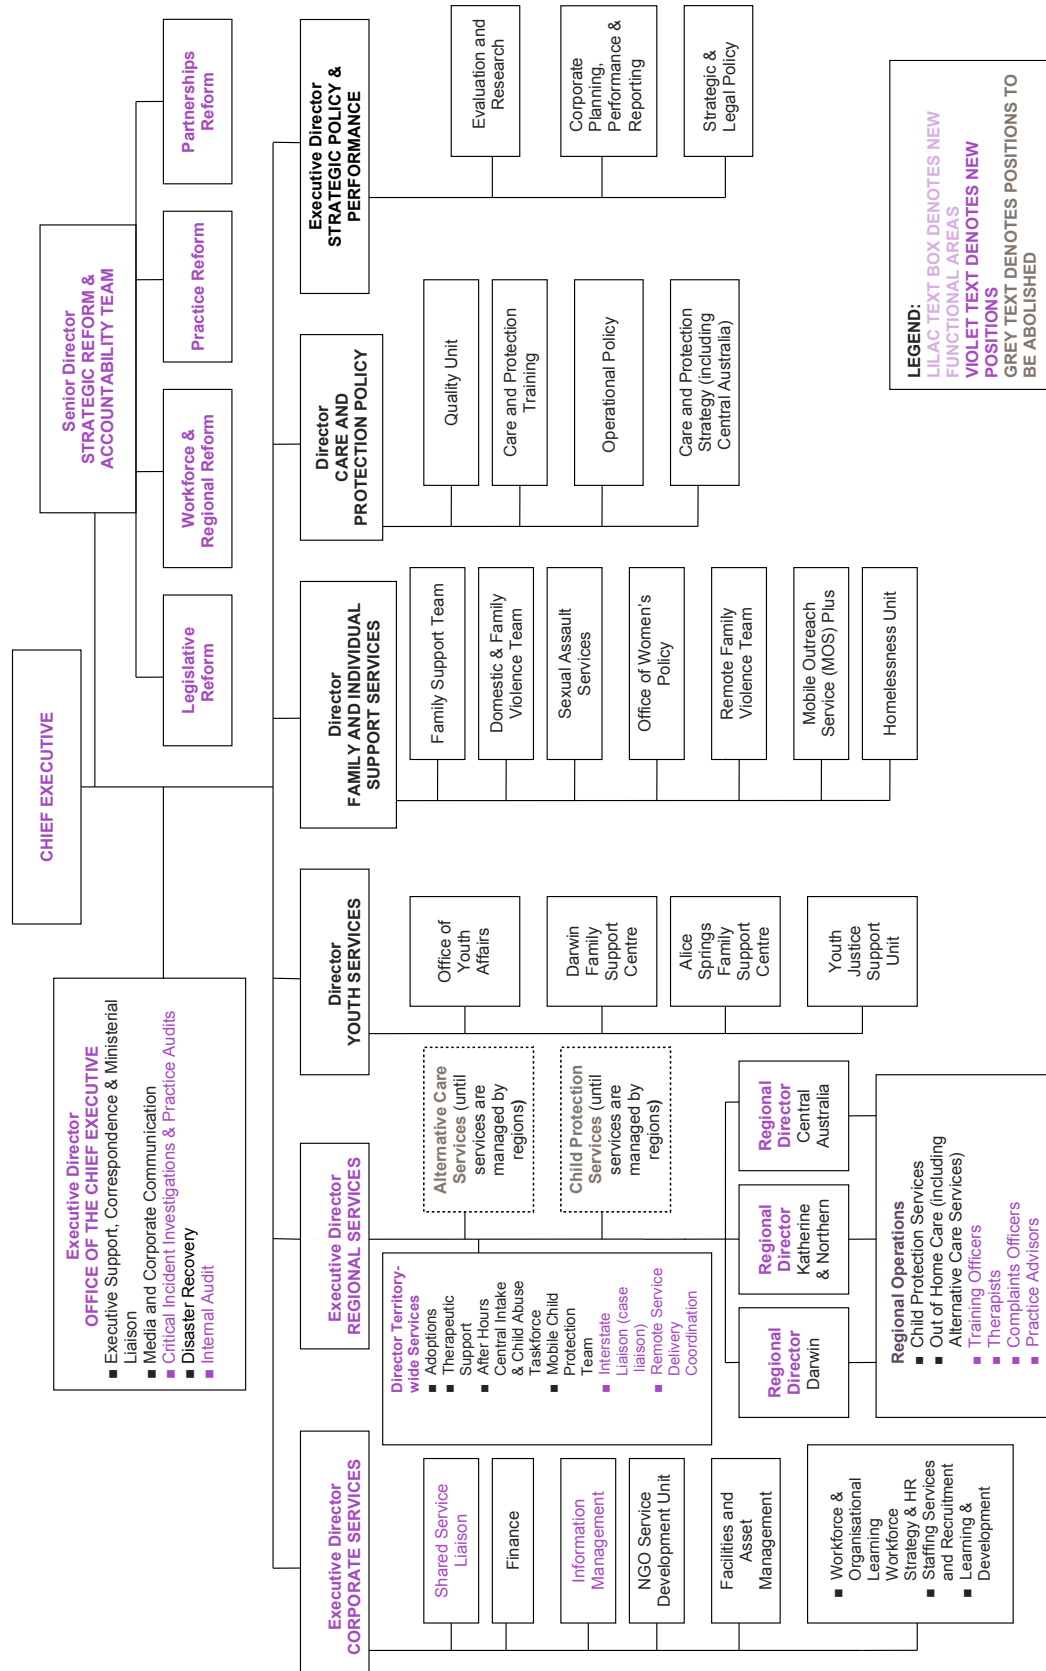 CHIEF EXECUTIVE
Executive Director
OFFICE OF THE CHIEF EXECUTIVE
■ Executive Support, Correspondence & Ministerial
Liaison
■ Media and Corporate Communication
■ Critical Incident Investigations & Practice Audits
■ Disaster Recovery
■ Internal Audit
Senior Director
STRATEGIC REFORM &
ACCOUNTABILITY TEAM
Legislative
Reform
Workforce &
Regional Reform
Practice Reform
Partnerships
Reform
Executive Director
CORPORATE SERVICES
Shared Service
Liaison
Finance
Information
Management
NGO Service
Development Unit
Facilities and
Asset
Management
■ Workforce &
Organisational
Learning
Workforce
Strategy & HR
■ Staffing Services
and Recruitment
■ Learning &
Development
Executive Director
REGIONAL SERVICES
Director Territory-
wide Services
■ Adoptions
■ Therapeutic
Support
■ After Hours
Central Intake
& Child Abuse
Taskforce
■ Mobile Child
Protection
Team
■ Interstate
Liaison (case
liaison)
■ Remote Service
Delivery
Coordination
Alternative Care
Services (until
services are
managed by
regions)
Child Protection
Services (until
services are
managed by
regions)
Regional
Director
Darwin
Regional
Director
Katherine
& Northern
Regional
Director
Central
Australia
Regional Operations
■ Child Protection Services
■ Out of Home Care (including
Alternative Care Services)
■ Training Officers
■ Therapists
■ Complaints Officers
■ Practice Advisors
Director
YOUTH SERVICES
Office of
Youth
Affairs
Darwin
Family
Support
Centre
Alice
Springs
Family
Support
Centre
Youth
Justice
Support
Unit
Director
FAMILY AND INDIVIDUAL
SUPPORT SERVICES
Family Support Team
Domestic & Family
Violence Team
Sexual Assault
Services
Office of Women's
Policy
Remote Family
Violence Team
Mobile Outreach
Service (MOS) Plus
Homelessness Unit
Director
CARE AND
PROTECTION POLICY
Quality Unit
Care and Protection
Training
Operational Policy
Care and Protection
Strategy (including
Central Australia)
Executive Director
STRATEGIC POLICY &
PERFORMANCE
Evaluation and
Research
Corporate
Planning,
Performance &
Reporting
Strategic &
Legal Policy
LEGEND:
LILAC TEXT BOX DENOTES NEW
FUNCTIONAL AREAS
VIOLET TEXT DENOTES NEW
POSITIONS
GREY TEXT DENOTES POSITIONS TO
BE ABOLISHED